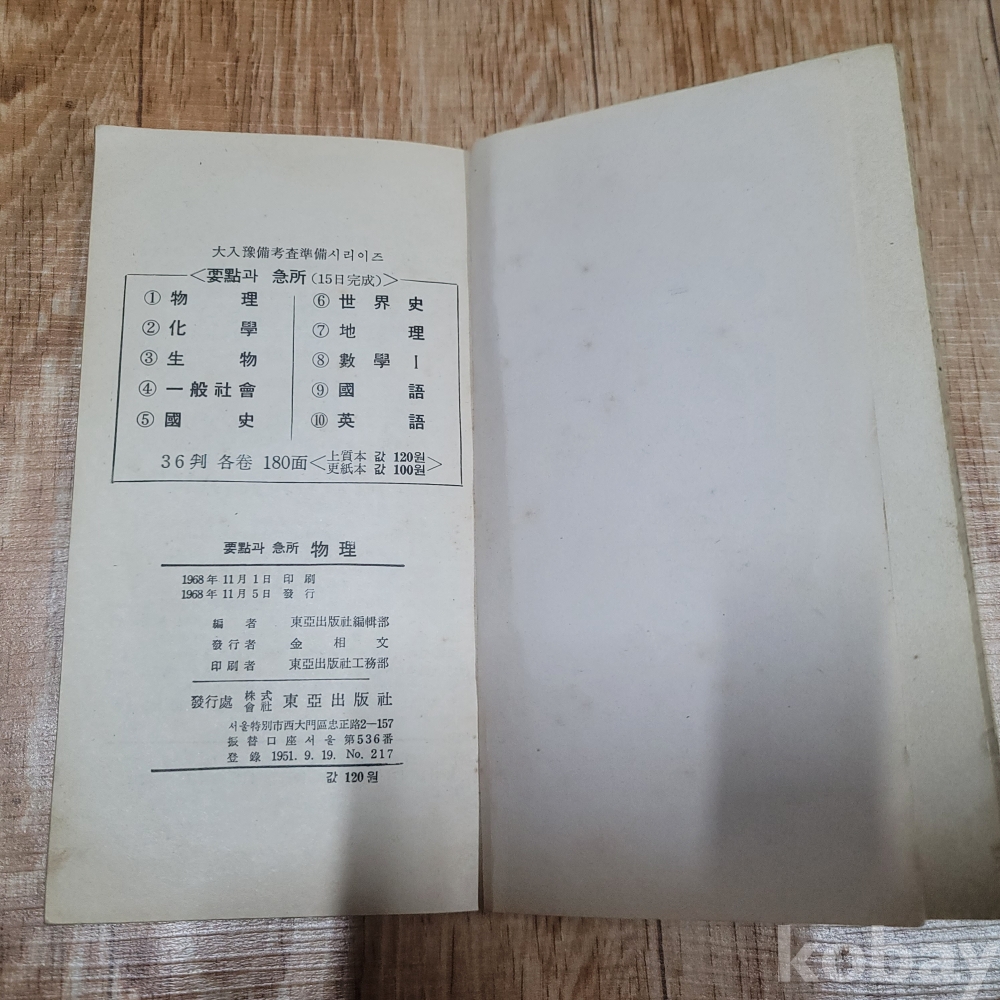 大入豫備考査準備시리이즈
<要點과 急所 (15日完成)>
① 物理
② 化學
③ 生物
④ 一般社會
⑤ 國史
⑥ 世界史
⑦ 地理
⑧ 數學 I
⑨ 國語
⑩ 英語
36判 各卷 180面<上質本 값 120원
更紙本 값 100원>
要點과 急所 物理
1968年 11月 1日 印刷
1968年 11月 5日 發行
編者 東亞出版社編輯部
發行者 金相文
印刷者 東亞出版社工務部
發行處 株式會社 東亞出版社
서울特別市西大門區忠正路2—157
振替口座서울 第536番
登錄 1951. 9. 19. No. 217
값 120원
kobay